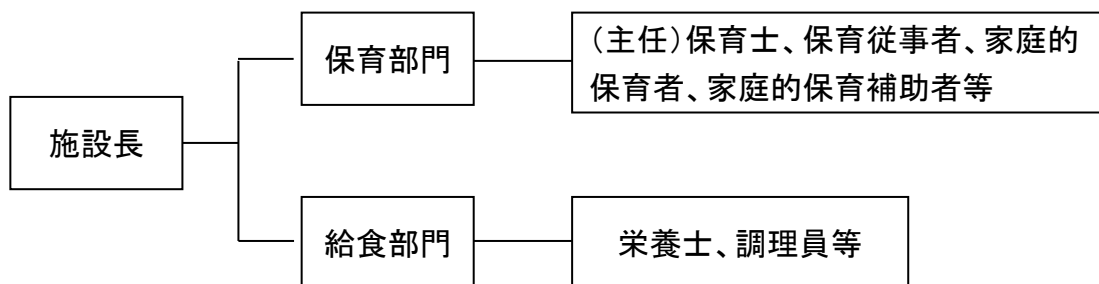 施設長
保育部門
(主任)保育士、保育従事者、家庭的
保育者、家庭的保育補助者等
給食部門
栄養士、調理員等